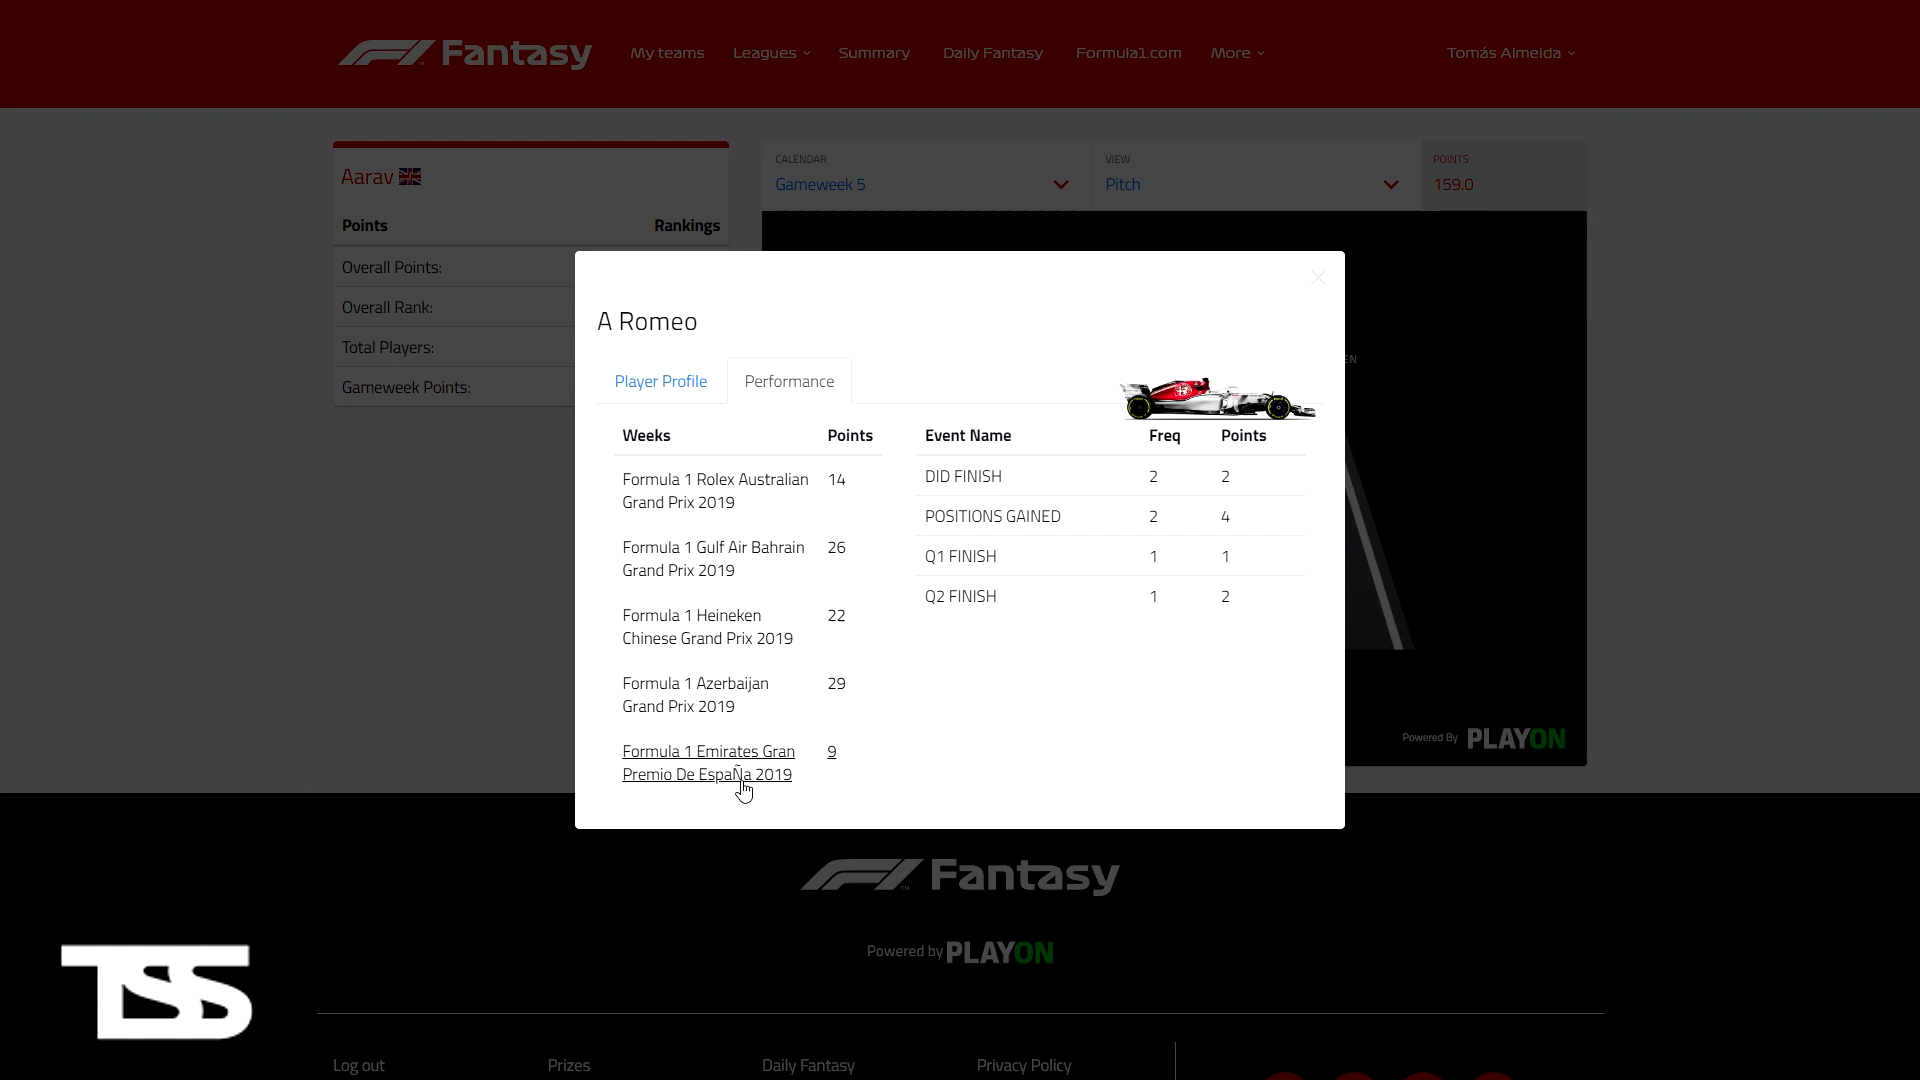 F1 Fantasy
My teams
Leagues
Summary
Daily Fantasy
Formula1.com
More
Tomás Almeida
Aarav
Points
Rankings
Overall Points:
Overall Rank:
Total Players:
Gameweek Points:
CALENDAR
Gameweek 5
VIEW
Pitch
POINTS
159.0
A Romeo
Player Profile
Performance
Weeks
Points
Formula 1 Rolex Australian
Grand Prix 2019
14
Formula 1 Gulf Air Bahrain
Grand Prix 2019
26
Formula 1 Heineken
Chinese Grand Prix 2019
22
Formula 1 Azerbaijan
Grand Prix 2019
29
Formula 1 Emirates Gran
Premio De EspaÑa 2019
9
Event Name
Freq
Points
DID FINISH
2
2
POSITIONS GAINED
2
4
Q1 FINISH
1
1
Q2 FINISH
1
2
EN
Powered By PLAYON
F1 Fantasy
Powered by PLAYON
TSS
Log out
Prizes
Daily Fantasy
Privacy Policy